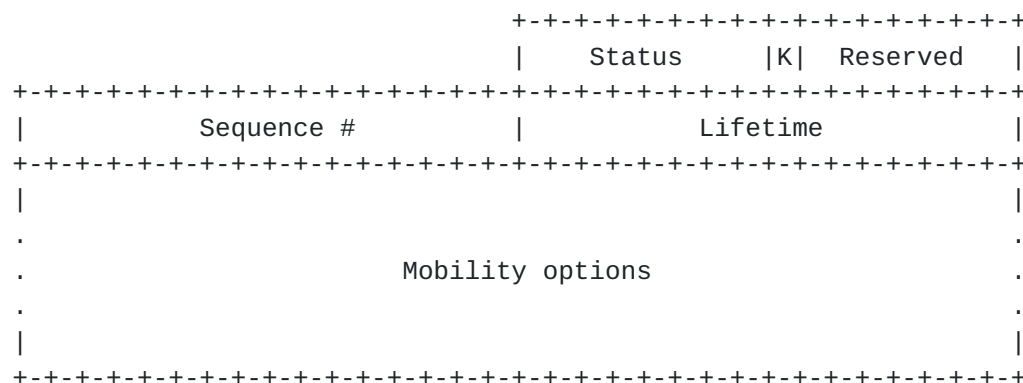 +-+-+-+-+-+-+-+-+-+-+-+-+-+-+-+-+
                                |    Status     |K|  Reserved   |
+-+-+-+-+-+-+-+-+-+-+-+-+-+-+-+-+-+-+-+-+-+-+-+-+-+-+-+-+-+-+-+-+
|           Sequence #          |           Lifetime            |
+-+-+-+-+-+-+-+-+-+-+-+-+-+-+-+-+-+-+-+-+-+-+-+-+-+-+-+-+-+-+-+-+
|                                                               |
.                                                               .
.                        Mobility options                       .
.                                                               .
|                                                               |
+-+-+-+-+-+-+-+-+-+-+-+-+-+-+-+-+-+-+-+-+-+-+-+-+-+-+-+-+-+-+-+-+